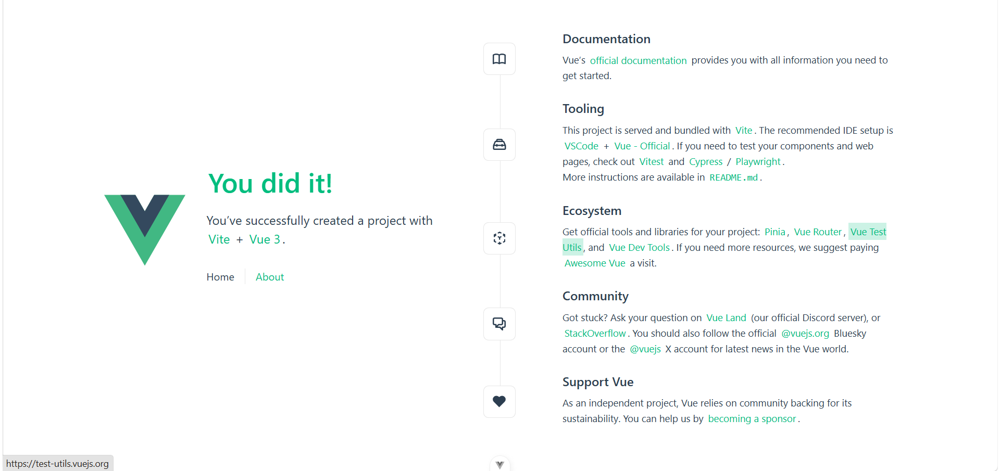 You did it!
You’ve successfully created a project with
Vite + Vue 3.
Home
About
Documentation
Vue’s official documentation provides you with all information you need to
get started.
Tooling
This project is served and bundled with Vite. The recommended IDE setup is
VSCode + Vue - Official. If you need to test your components and web
pages, check out Vitest and Cypress / Playwright.
More instructions are available in README.md.
Ecosystem
Get official tools and libraries for your project: Pinia, Vue Router, Vue Test
Utils, and Vue Dev Tools. If you need more resources, we suggest paying
Awesome Vue a visit.
Community
Got stuck? Ask your question on Vue Land (our official Discord server), or
StackOverflow. You should also follow the official @vuejs.org Bluesky
account or the @vuejs X account for latest news in the Vue world.
Support Vue
As an independent project, Vue relies on community backing for its
sustainability. You can help us by becoming a sponsor.
https://test-utils.vuejs.org